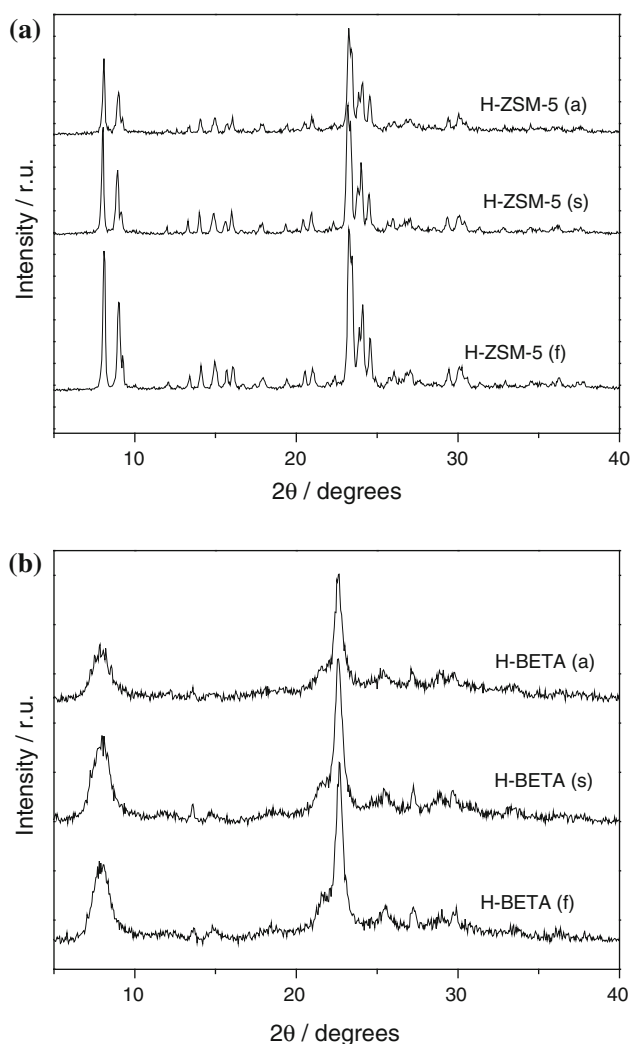 (a)
H-ZSM-5 (a)
H-ZSM-5 (s)
H-ZSM-5 (f)
Intensity / r.u.
10 20 30 40
2θ / degrees
(b)
H-BETA (a)
H-BETA (s)
H-BETA (f)
Intensity / r.u.
10 20 30 40
2θ / degrees